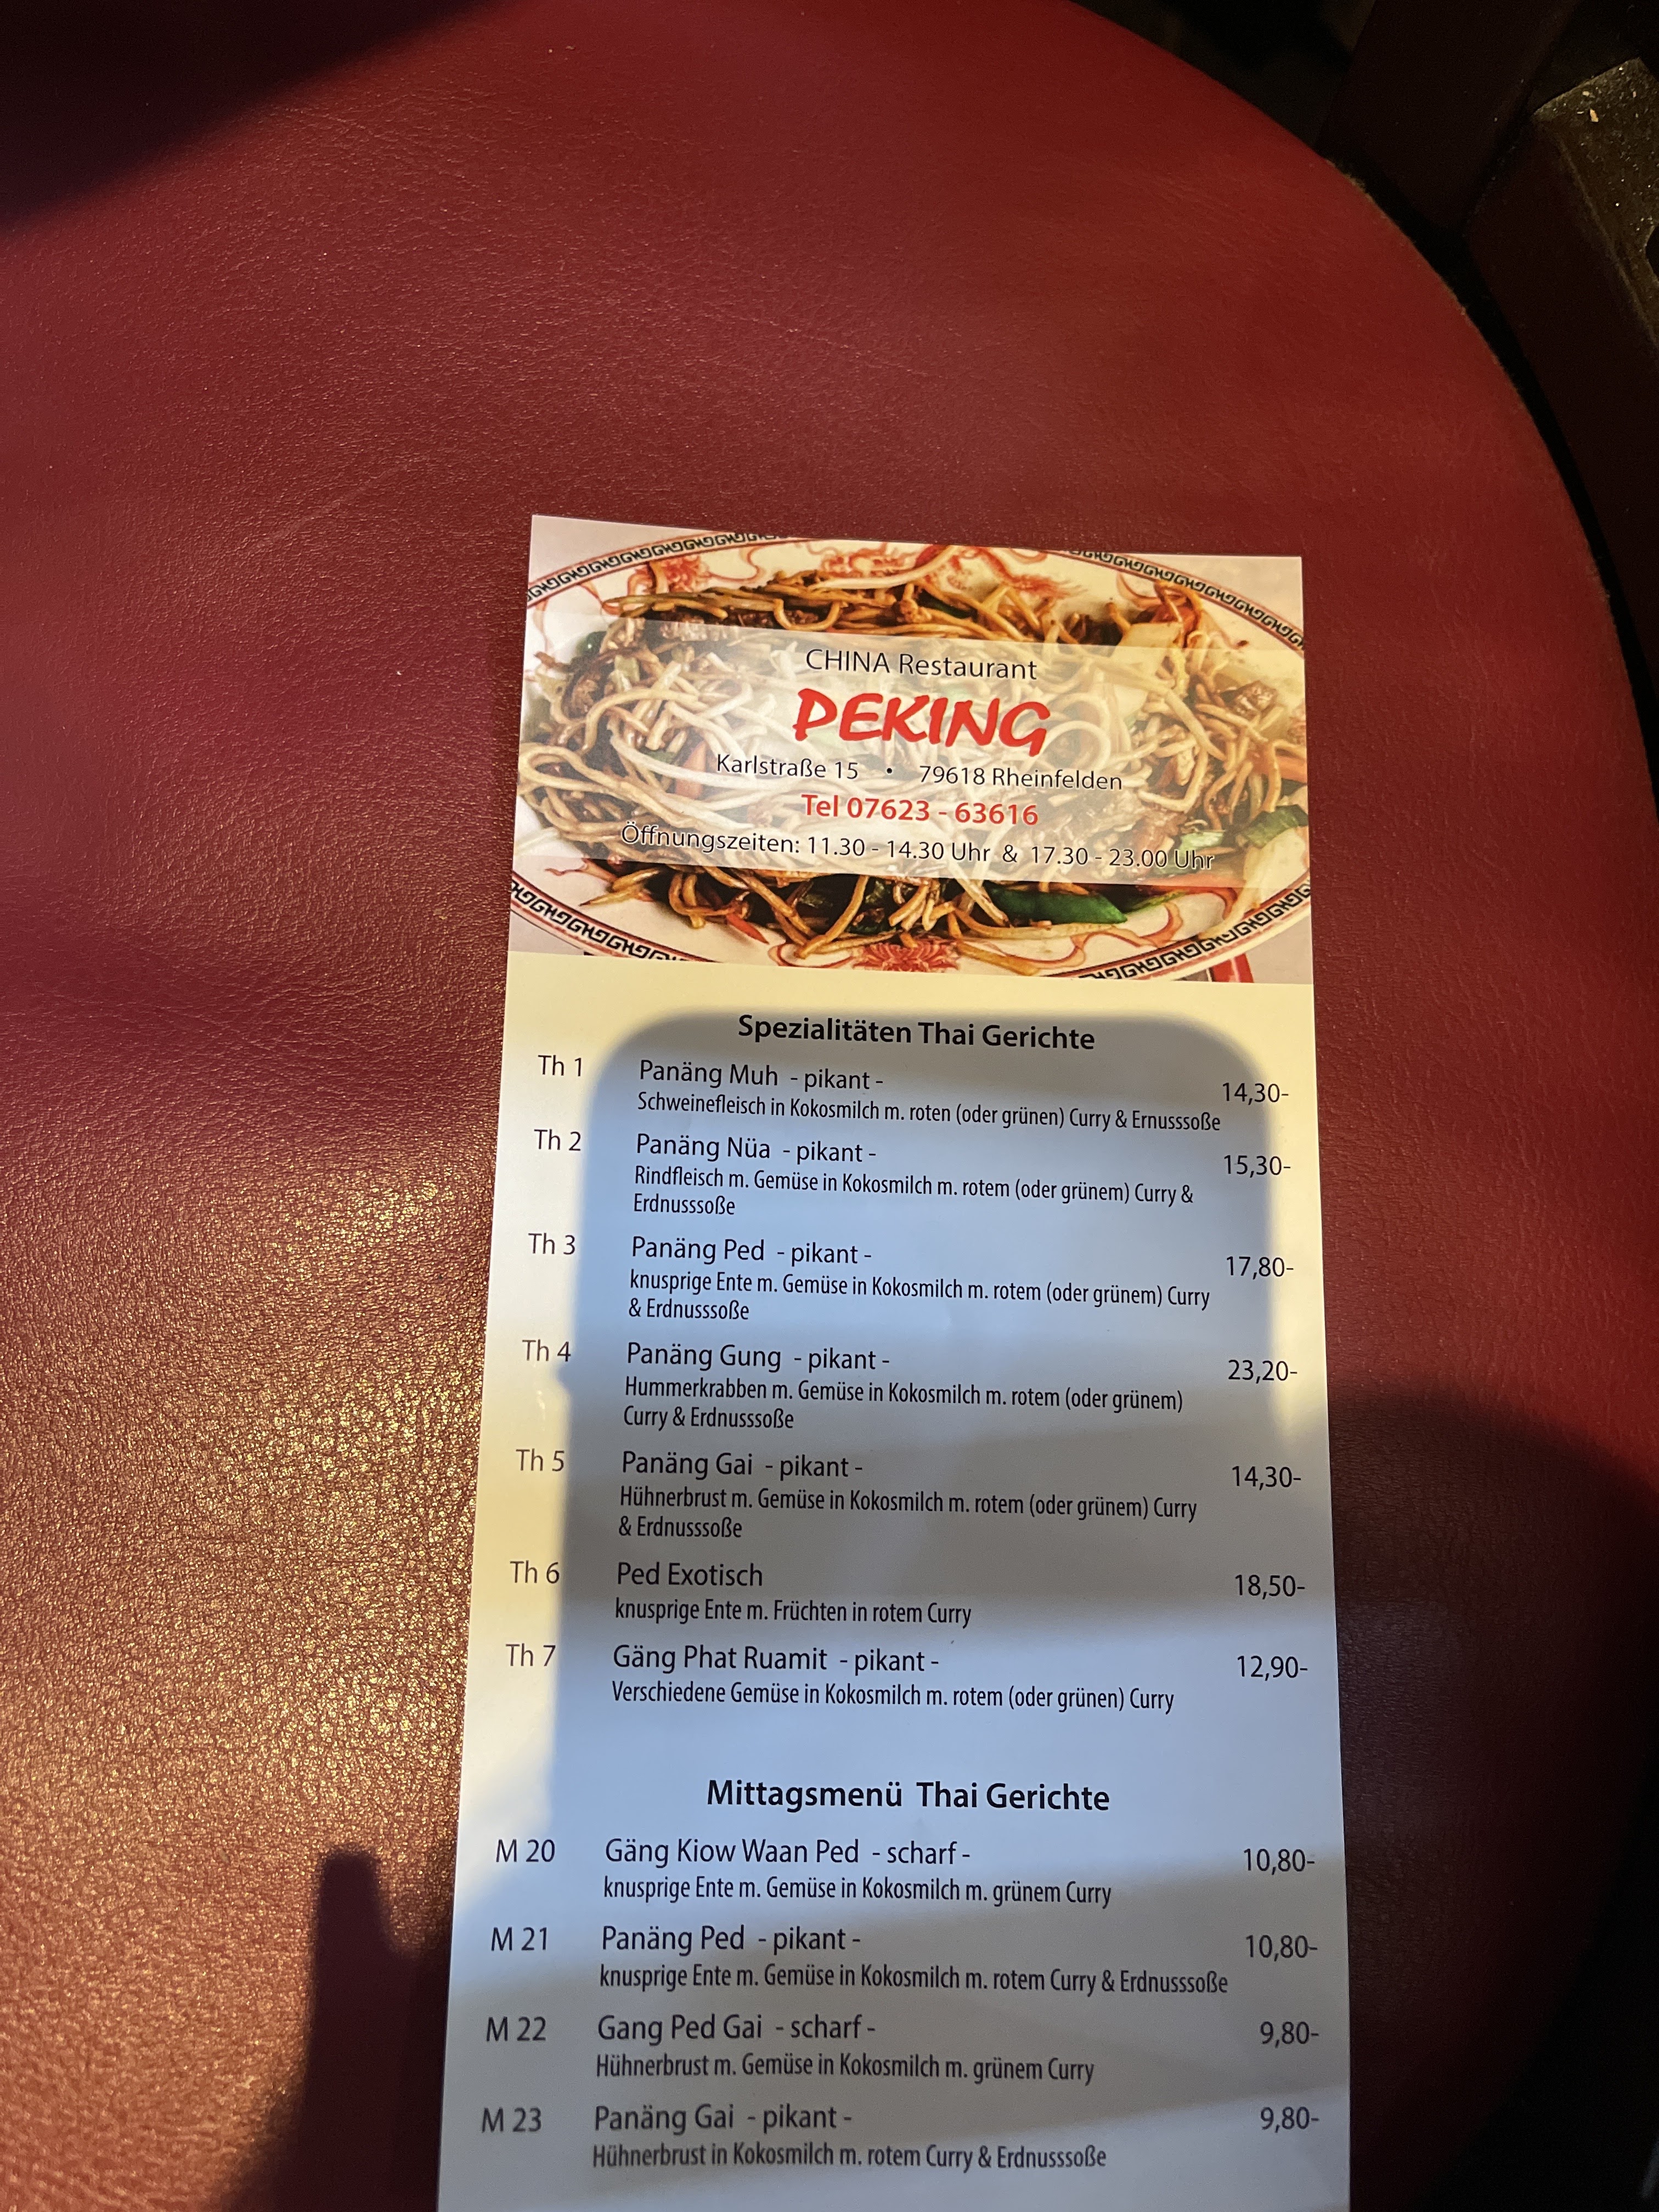 CHINA Restaurant
PEKING
Karlstraße 15 • 79618 Rheinfelden
Tel 07623 - 63616
Öffnungszeiten: 11.30 - 14.30 Uhr & 17.30 - 23.00 Uhr
Spezialitäten Thai Gerichte
Th 1 Panäng Muh - pikant - 14,30-
Schweinefleisch in Kokosmilch m. roten (oder grünen) Curry & Ernusssoße
Th 2 Panäng Nüa - pikant - 15,30-
Rindfleisch m. Gemüse in Kokosmilch m. rotem (oder grünem) Curry &
Erdnusssoße
Th 3 Panäng Ped - pikant - 17,80-
knusprige Ente m. Gemüse in Kokosmilch m. rotem (oder grünem) Curry
& Erdnusssoße
Th 4 Panäng Gung - pikant - 23,20-
Hummerkrabben m. Gemüse in Kokosmilch m. rotem (oder grünem)
Curry & Erdnusssoße
Th 5 Panäng Gai - pikant - 14,30-
Hühnerbrust m. Gemüse in Kokosmilch m. rotem (oder grünem) Curry
& Erdnusssoße
Th 6 Ped Exotisch 18,50-
knusprige Ente m. Früchten in rotem Curry
Th 7 Gäng Phat Ruamit - pikant - 12,90-
Verschiedene Gemüse in Kokosmilch m. rotem (oder grünen) Curry
Mittagsmenü Thai Gerichte
M 20 Gäng Kiow Waan Ped - scharf - 10,80-
knusprige Ente m. Gemüse in Kokosmilch m. grünem Curry
M 21 Panäng Ped - pikant - 10,80-
knusprige Ente m. Gemüse in Kokosmilch m. rotem Curry & Erdnusssoße
M 22 Gang Ped Gai - scharf - 9,80-
Hühnerbrust m. Gemüse in Kokosmilch m. grünem Curry
M 23 Panäng Gai - pikant - 9,80-
Hühnerbrust in Kokosmilch m. rotem Curry & Erdnusssoße